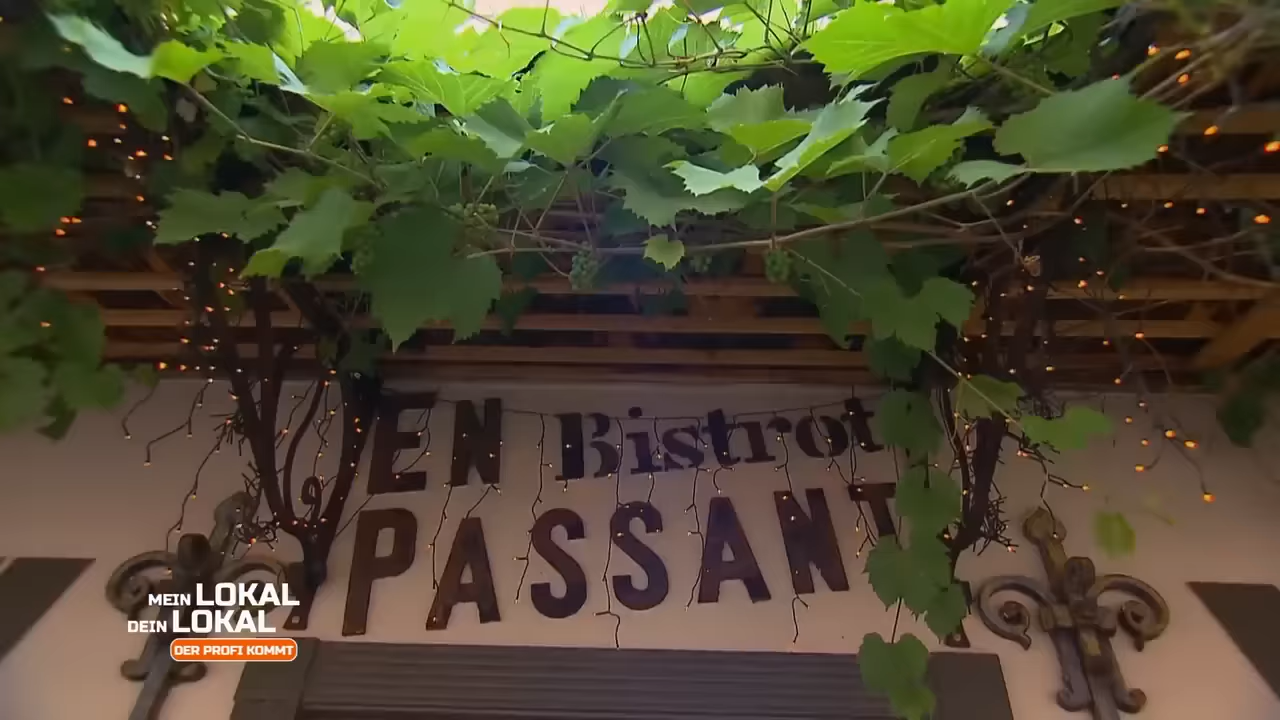 EN Bistrot
PASSANT
MEIN LOKAL
DEIN LOKAL
DER PROFI KOMMT